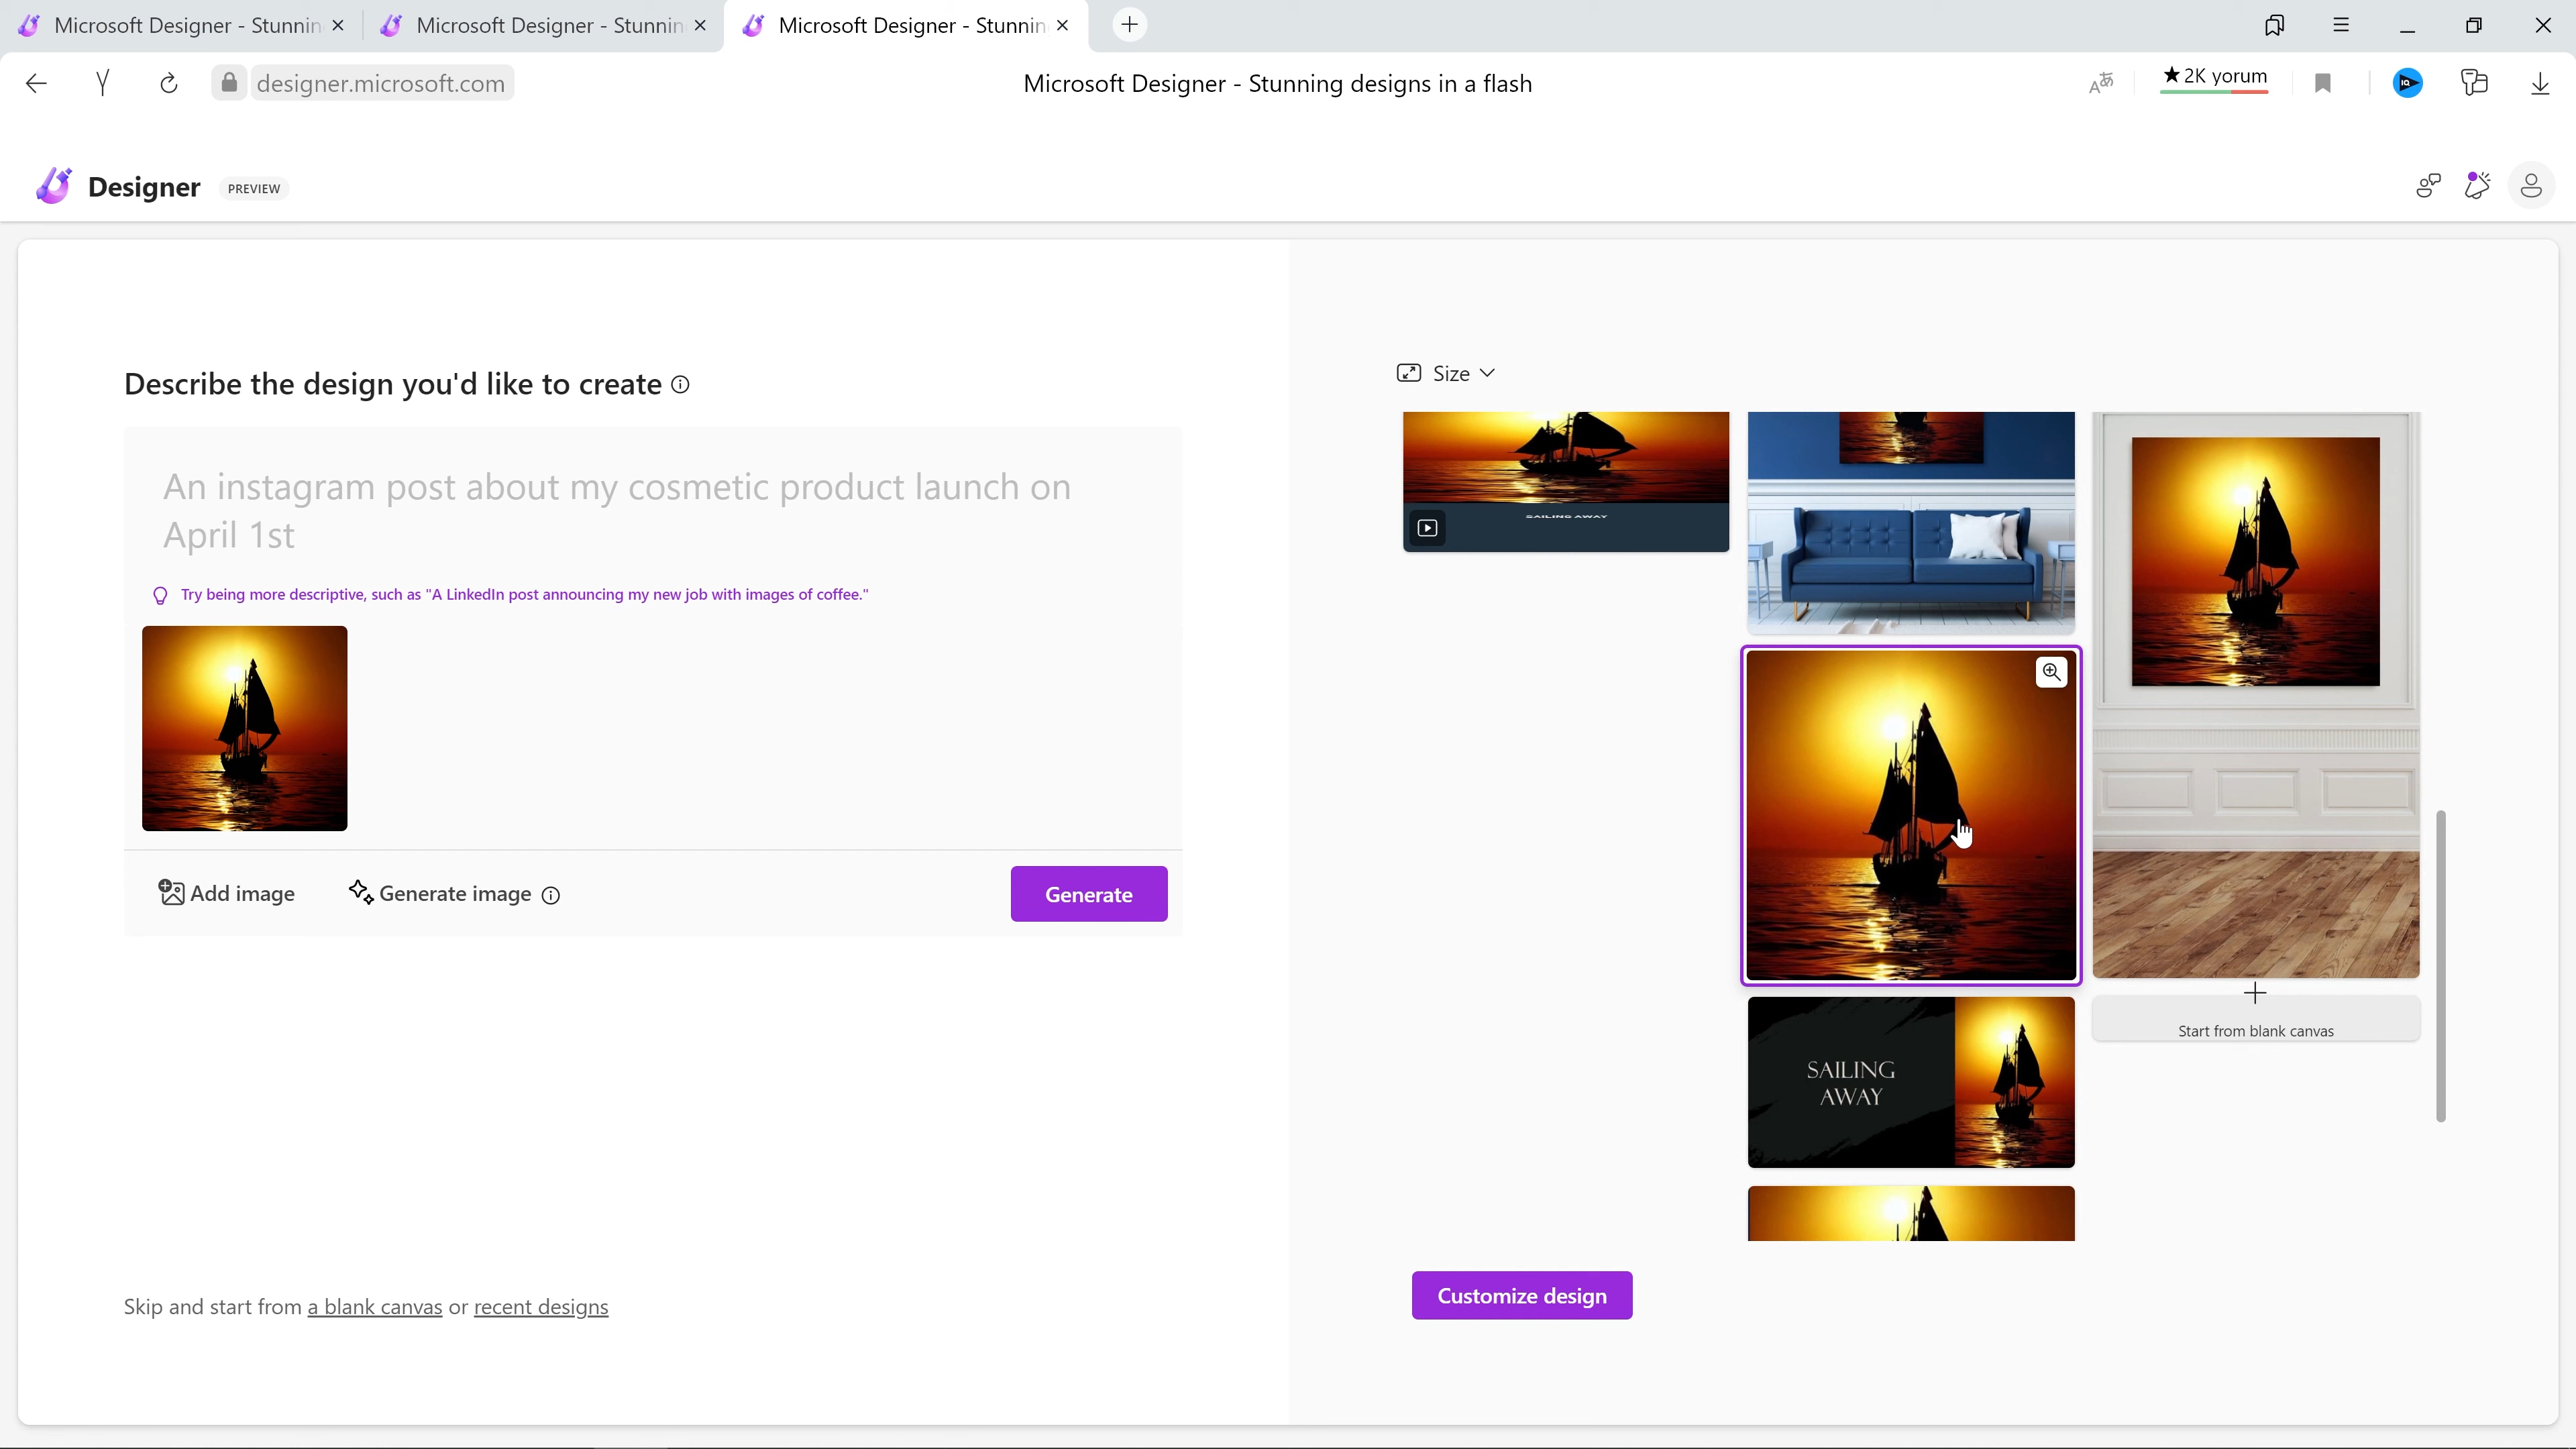 Microsoft Designer - Stunnin
Microsoft Designer - Stunnin
Microsoft Designer - Stunnin
designer.microsoft.com
Microsoft Designer - Stunning designs in a flash
★2K yorum
Designer
PREVIEW
Describe the design you'd like to create
An instagram post about my cosmetic product launch on
April 1st
Try being more descriptive, such as "A LinkedIn post announcing my new job with images of coffee."
Add image
Generate image
Generate
Skip and start from a blank canvas or recent designs
Size
SAILING AWAY
SAILING
AWAY
Start from blank canvas
Customize design